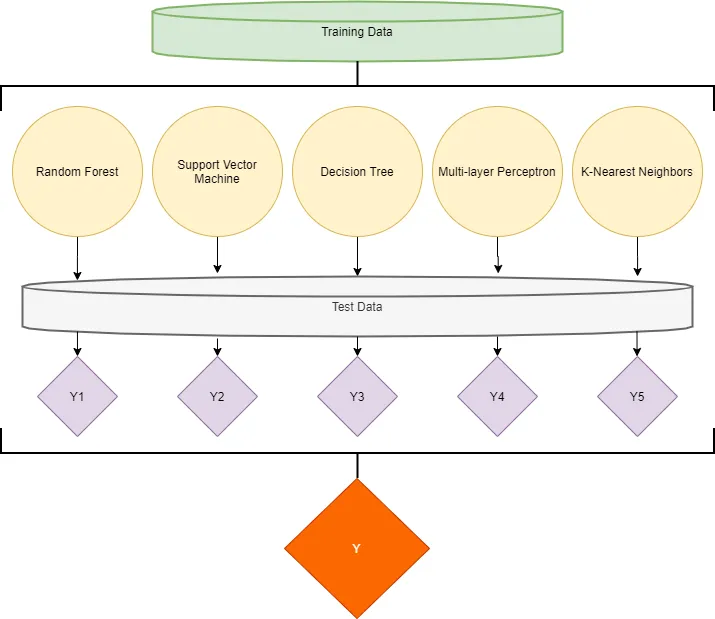 Training Data
Random Forest
Support Vector
Machine
Decision Tree
Multi-layer Perceptron
K-Nearest Neighbors
Test Data
Y1
Y2
Y3
Y4
Y5
Y